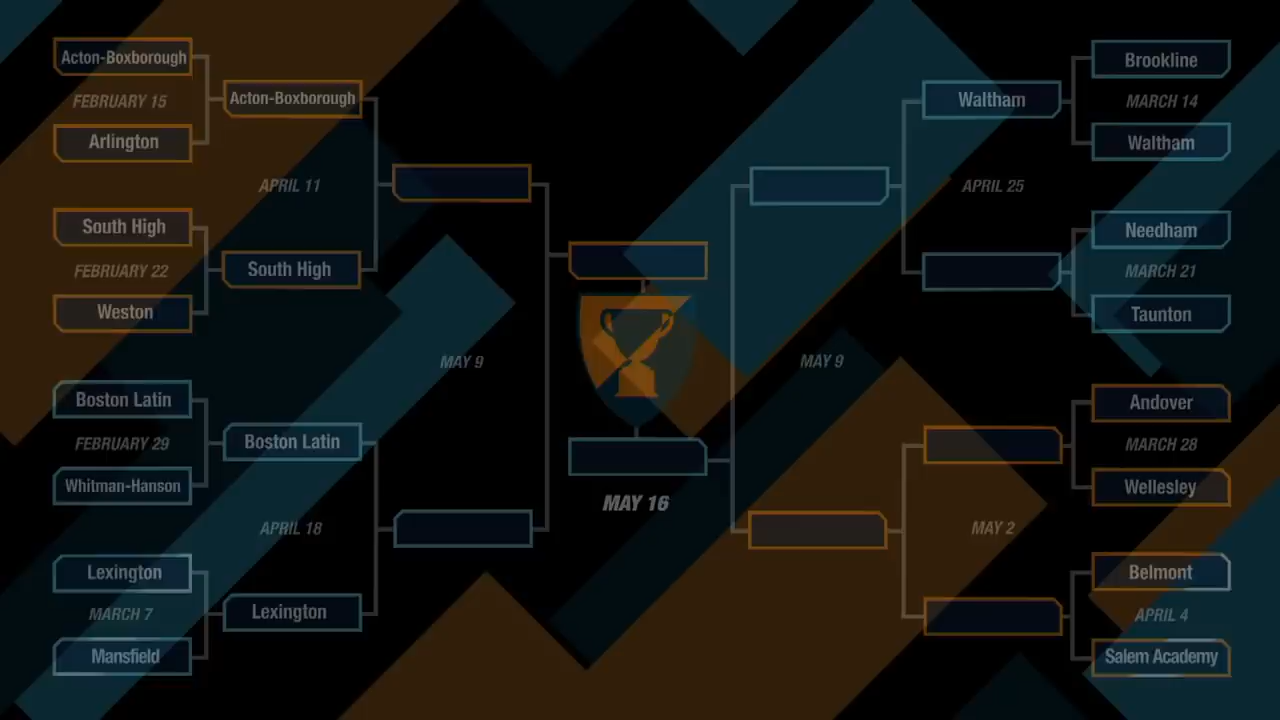 Acton-Boxborough
FEBRUARY 15
Arlington
South High
FEBRUARY 22
Weston
Boston Latin
FEBRUARY 29
Whitman-Hanson
Lexington
MARCH 7
Mansfield
Acton-Boxborough
APRIL 11
South High
Boston Latin
APRIL 18
Lexington
MAY 9
MAY 16
MAY 9
Waltham
APRIL 25
MAY 2
Brookline
MARCH 14
Waltham
Needham
MARCH 21
Taunton
Andover
MARCH 28
Wellesley
Belmont
APRIL 4
Salem Academy